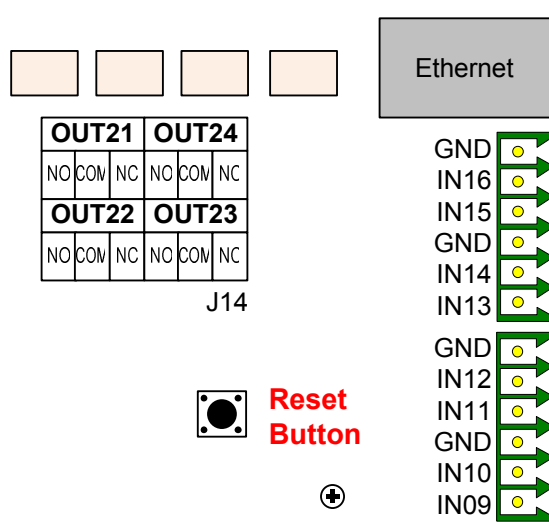 Ethernet
OUT21 OUT24
NO COM NC NO COM NC
OUT22 OUT23
NO COM NC NO COM NC
J14
Reset
Button
GND
IN16
IN15
GND
IN14
IN13
GND
IN12
IN11
GND
IN10
IN09